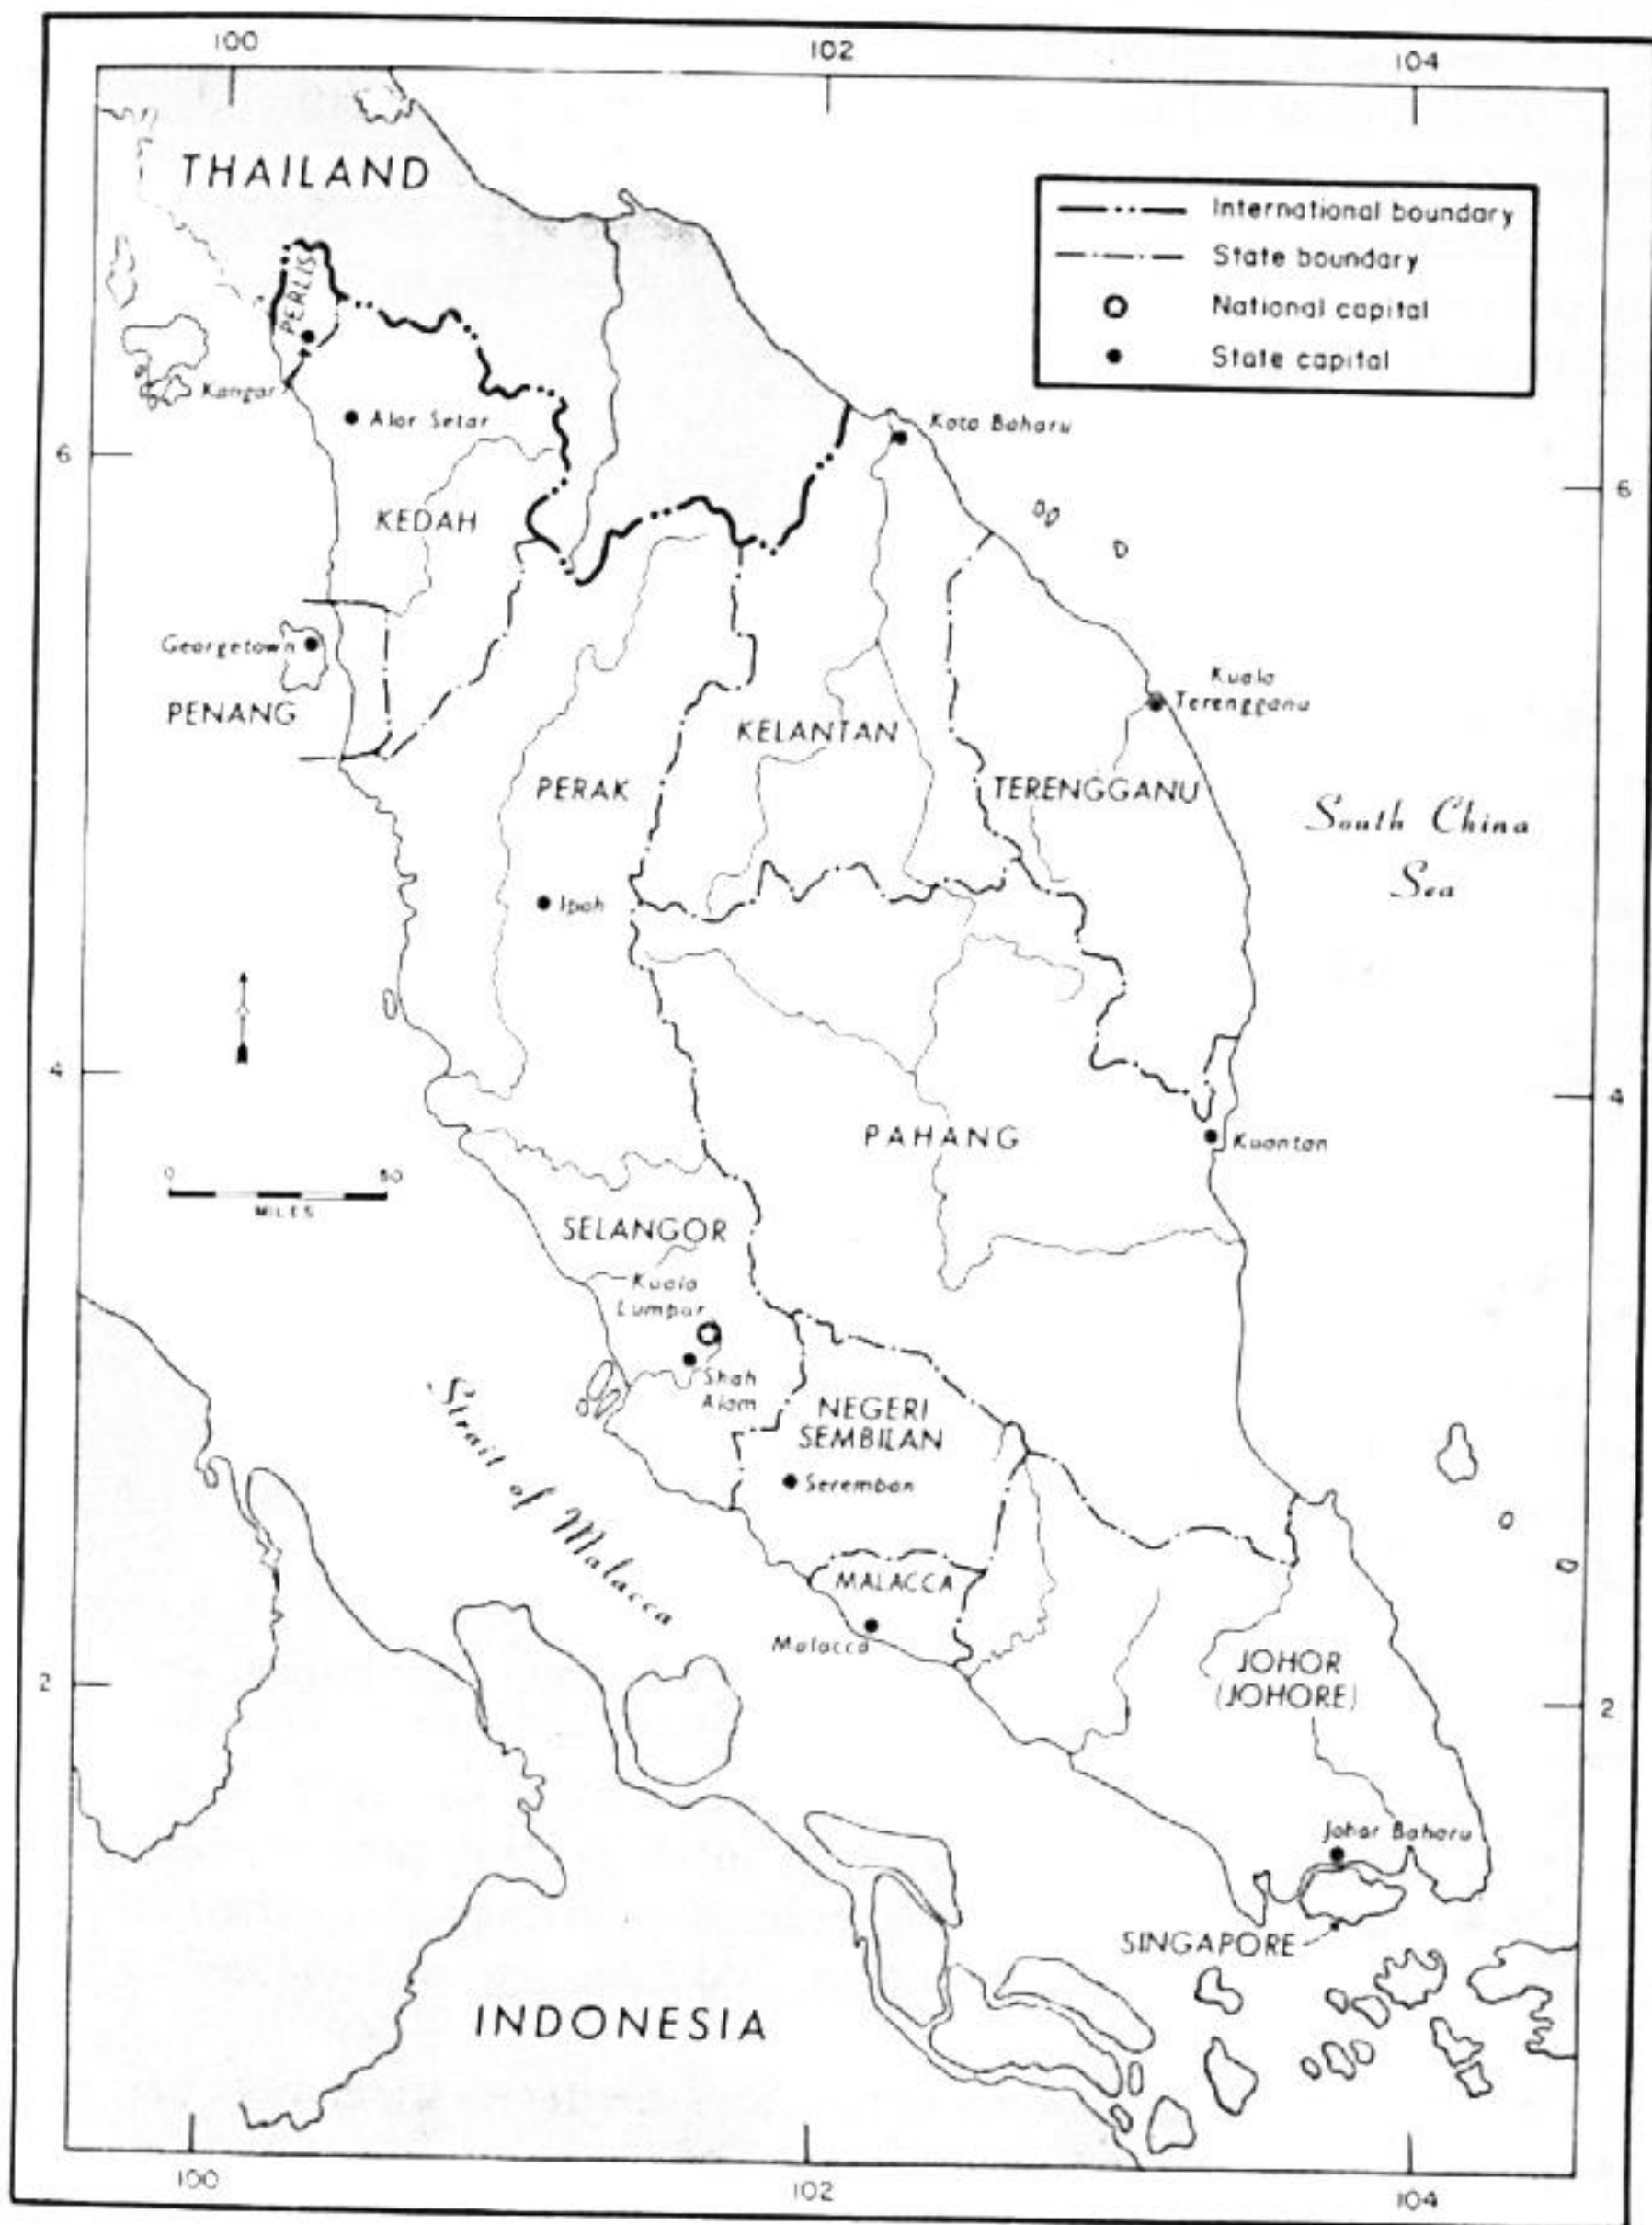 100
102
104
THAILAND
International boundary
State boundary
National capital
State capital
PERLIS
Kangar
Alor Setar
Kota Baharu
6
6
KEDAH
Georgetown
PENANG
Kuala
Terengganu
KELANTAN
PERAK
TERENGGANU
South China
Sea
Ipoh
4
4
PAHANG
Kuantan
0
50
MILES
SELANGOR
Kuala
Lumpur
Shah
Alam
Strait of Malacca
NEGERI
SEMBILAN
Seremban
MALACCA
Malacca
JOHOR
(JOHORE)
2
2
Johor Baharu
SINGAPORE
INDONESIA
100
102
104